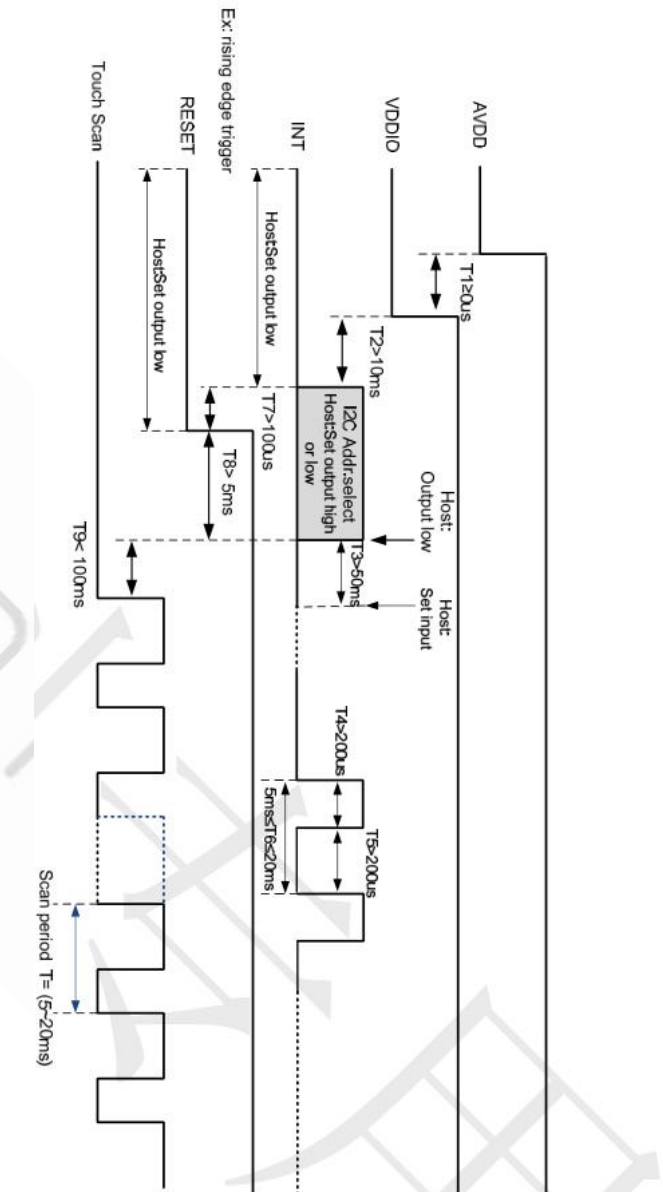 AVDD
T1≥0us
VDDIO
T2>10ms
Host:
Output low
Host:
Set input
INT
Host:Set output low
I2C Addr.select
Host:Set output high
or low
T3>50ms
T4>200us
T5>200us
5ms≤T6≤20ms
T7>100us
RESET
Ex: rising edge trigger
Host:Set output low
T8> 5ms
Touch Scan
T9< 100ms
Scan period T= (5~20ms)